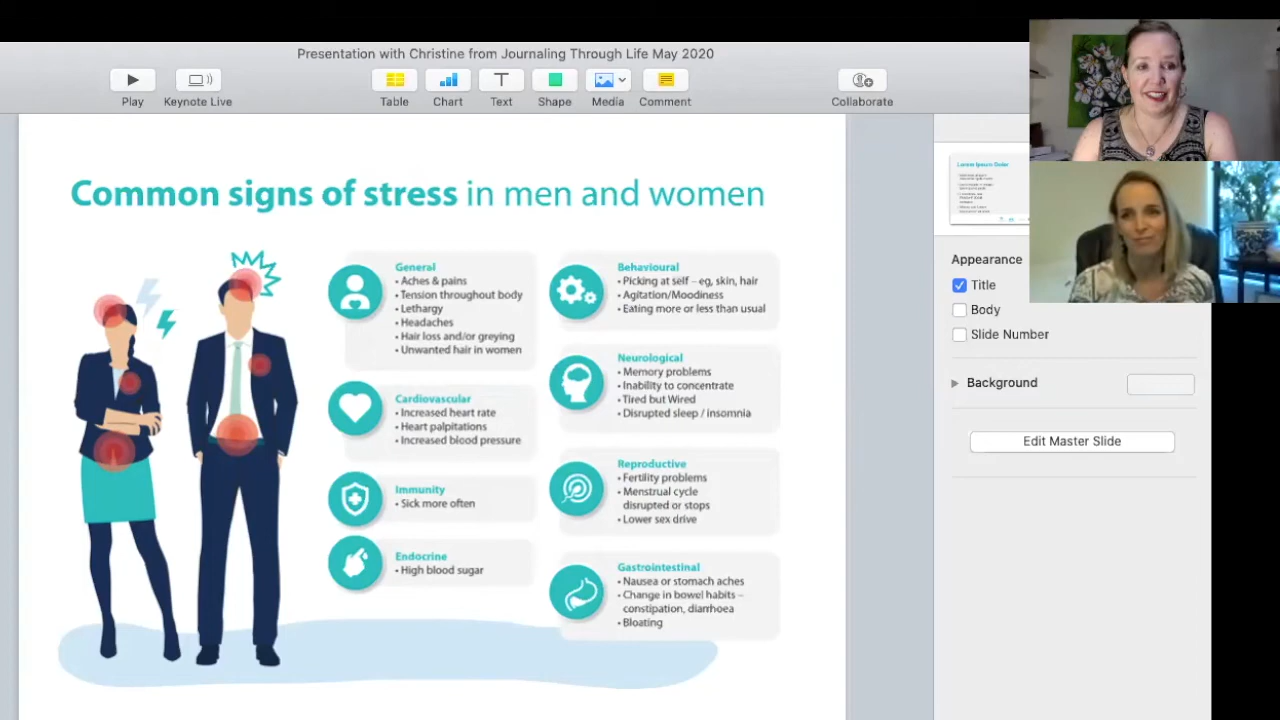 Presentation with Christine from Journaling Through Life May 2020
Play
Keynote Live
Table
Chart
Text
Shape
Media
Comment
Collaborate
Common signs of stress in men and women
General
• Aches & pains
• Tension throughout body
• Lethargy
• Headaches
• Hair loss and/or greying
• Unwanted hair in women
Cardiovascular
• Increased heart rate
• Heart palpitations
• Increased blood pressure
Immunity
• Sick more often
Endocrine
• High blood sugar
Behavioural
• Picking at self – eg, skin, hair
• Agitation/Moodiness
• Eating more or less than usual
Neurological
• Memory problems
• Inability to concentrate
• Tired but Wired
• Disrupted sleep / insomnia
Reproductive
• Fertility problems
• Menstrual cycle
disrupted or stops
• Lower sex drive
Gastrointestinal
• Nausea or stomach aches
• Change in bowel habits –
constipation, diarrhoea
• Bloating
Lorem Ipsum Dolor
Appearance
Title
Body
Slide Number
Background
Edit Master Slide